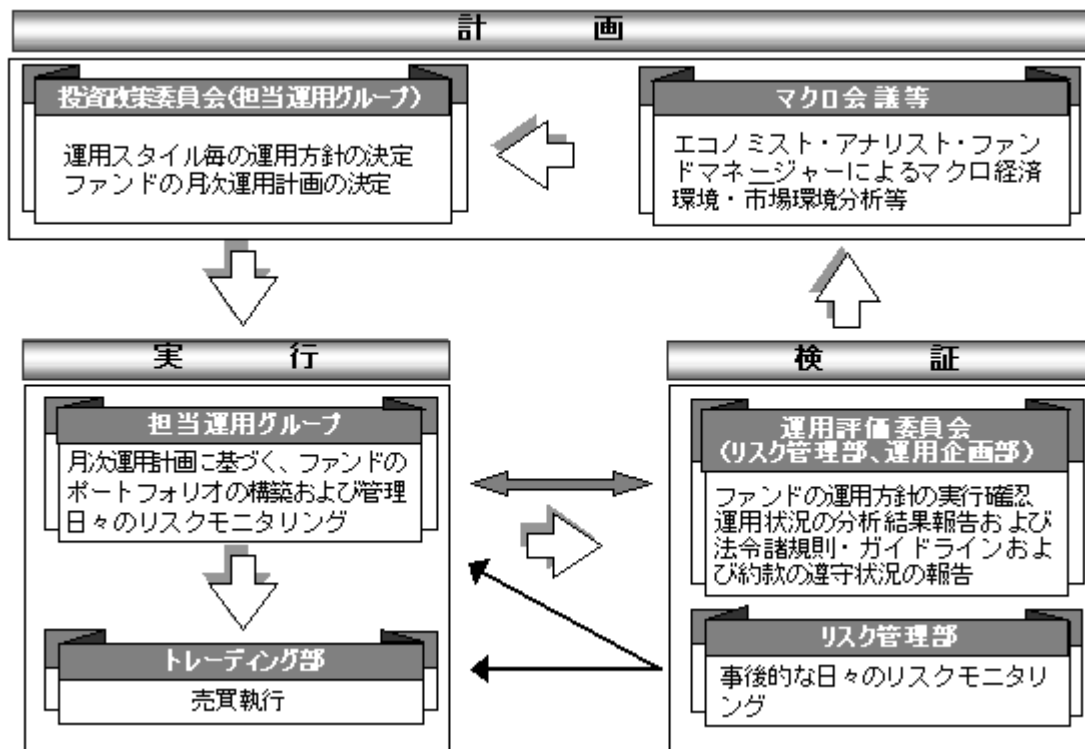 計画
投資政策委員会(担当運用グループ)
運用スタイル毎の運用方針の決定
ファンドの月次運用計画の決定
マクロ会議等
エコノミスト・アナリスト・ファン
ドマネージャーによるマクロ経済
環境・市場環境分析等
実行
担当運用グループ
月次運用計画に基づく、ファンドの
ポートフォリオの構築および管理
日々のリスクモニタリング
トレーディング部
売買執行
検証
運用評価委員会
(リスク管理部、運用企画部)
ファンドの運用方針の実行確認
運用状況の分析結果報告および
法令諸規則・ガイドラインおよ
び約款の遵守状況の報告
リスク管理部
事後的な日々のリスクモニタリ
ング